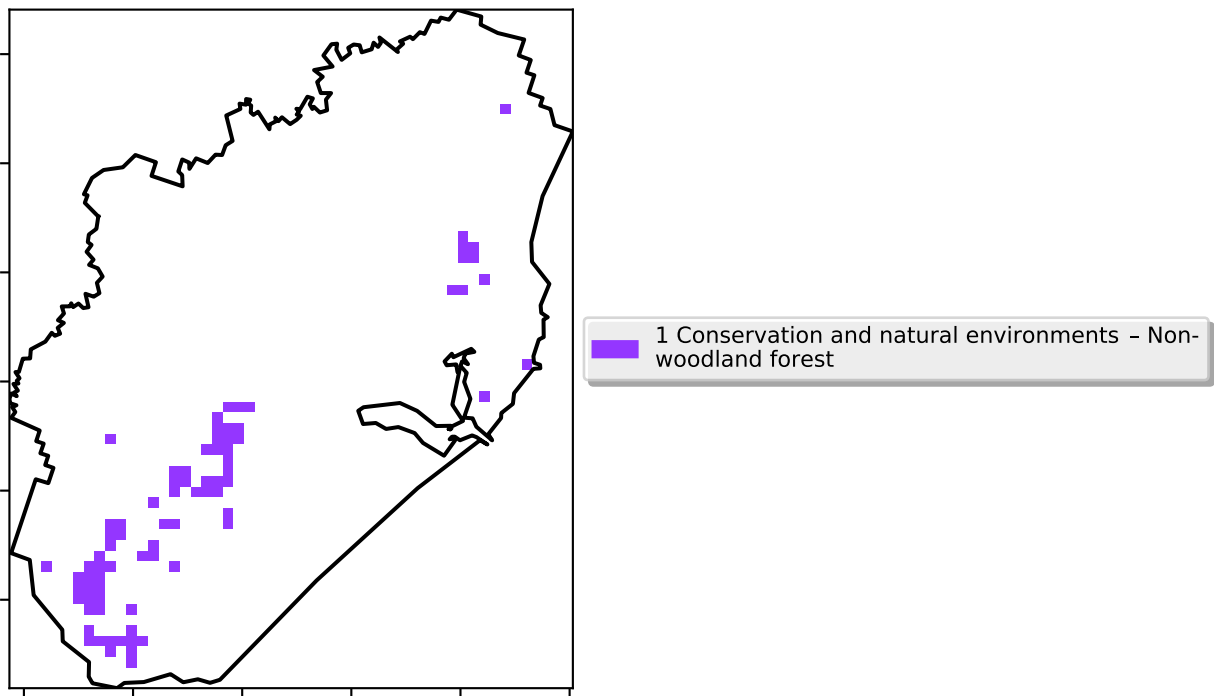 1 Conservation and natural environments – Non-
woodland forest